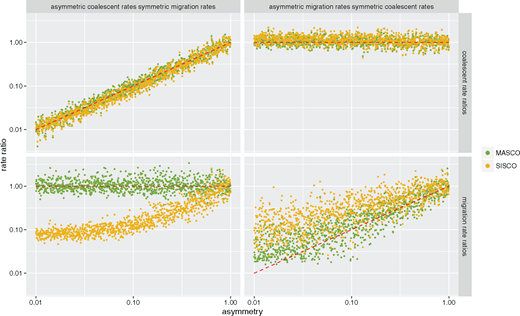 asymmetric coalescent rates symmetric migration rates
asymmetric migration rates symmetric coalescent rates
1.00
0.10
0.01
coalescent rate ratios
rate ratio
MASCO
SISCO
1.00
0.10
0.01
migration rate ratios
0.01
0.10
1.00
0.01
0.10
1.00
asymmetry